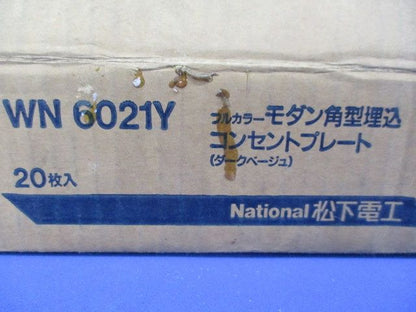 WN 6021Y
フルカラーモダン角型埋込
コンセントプレート
(ダークベージュ)
20枚入
National 松下電工